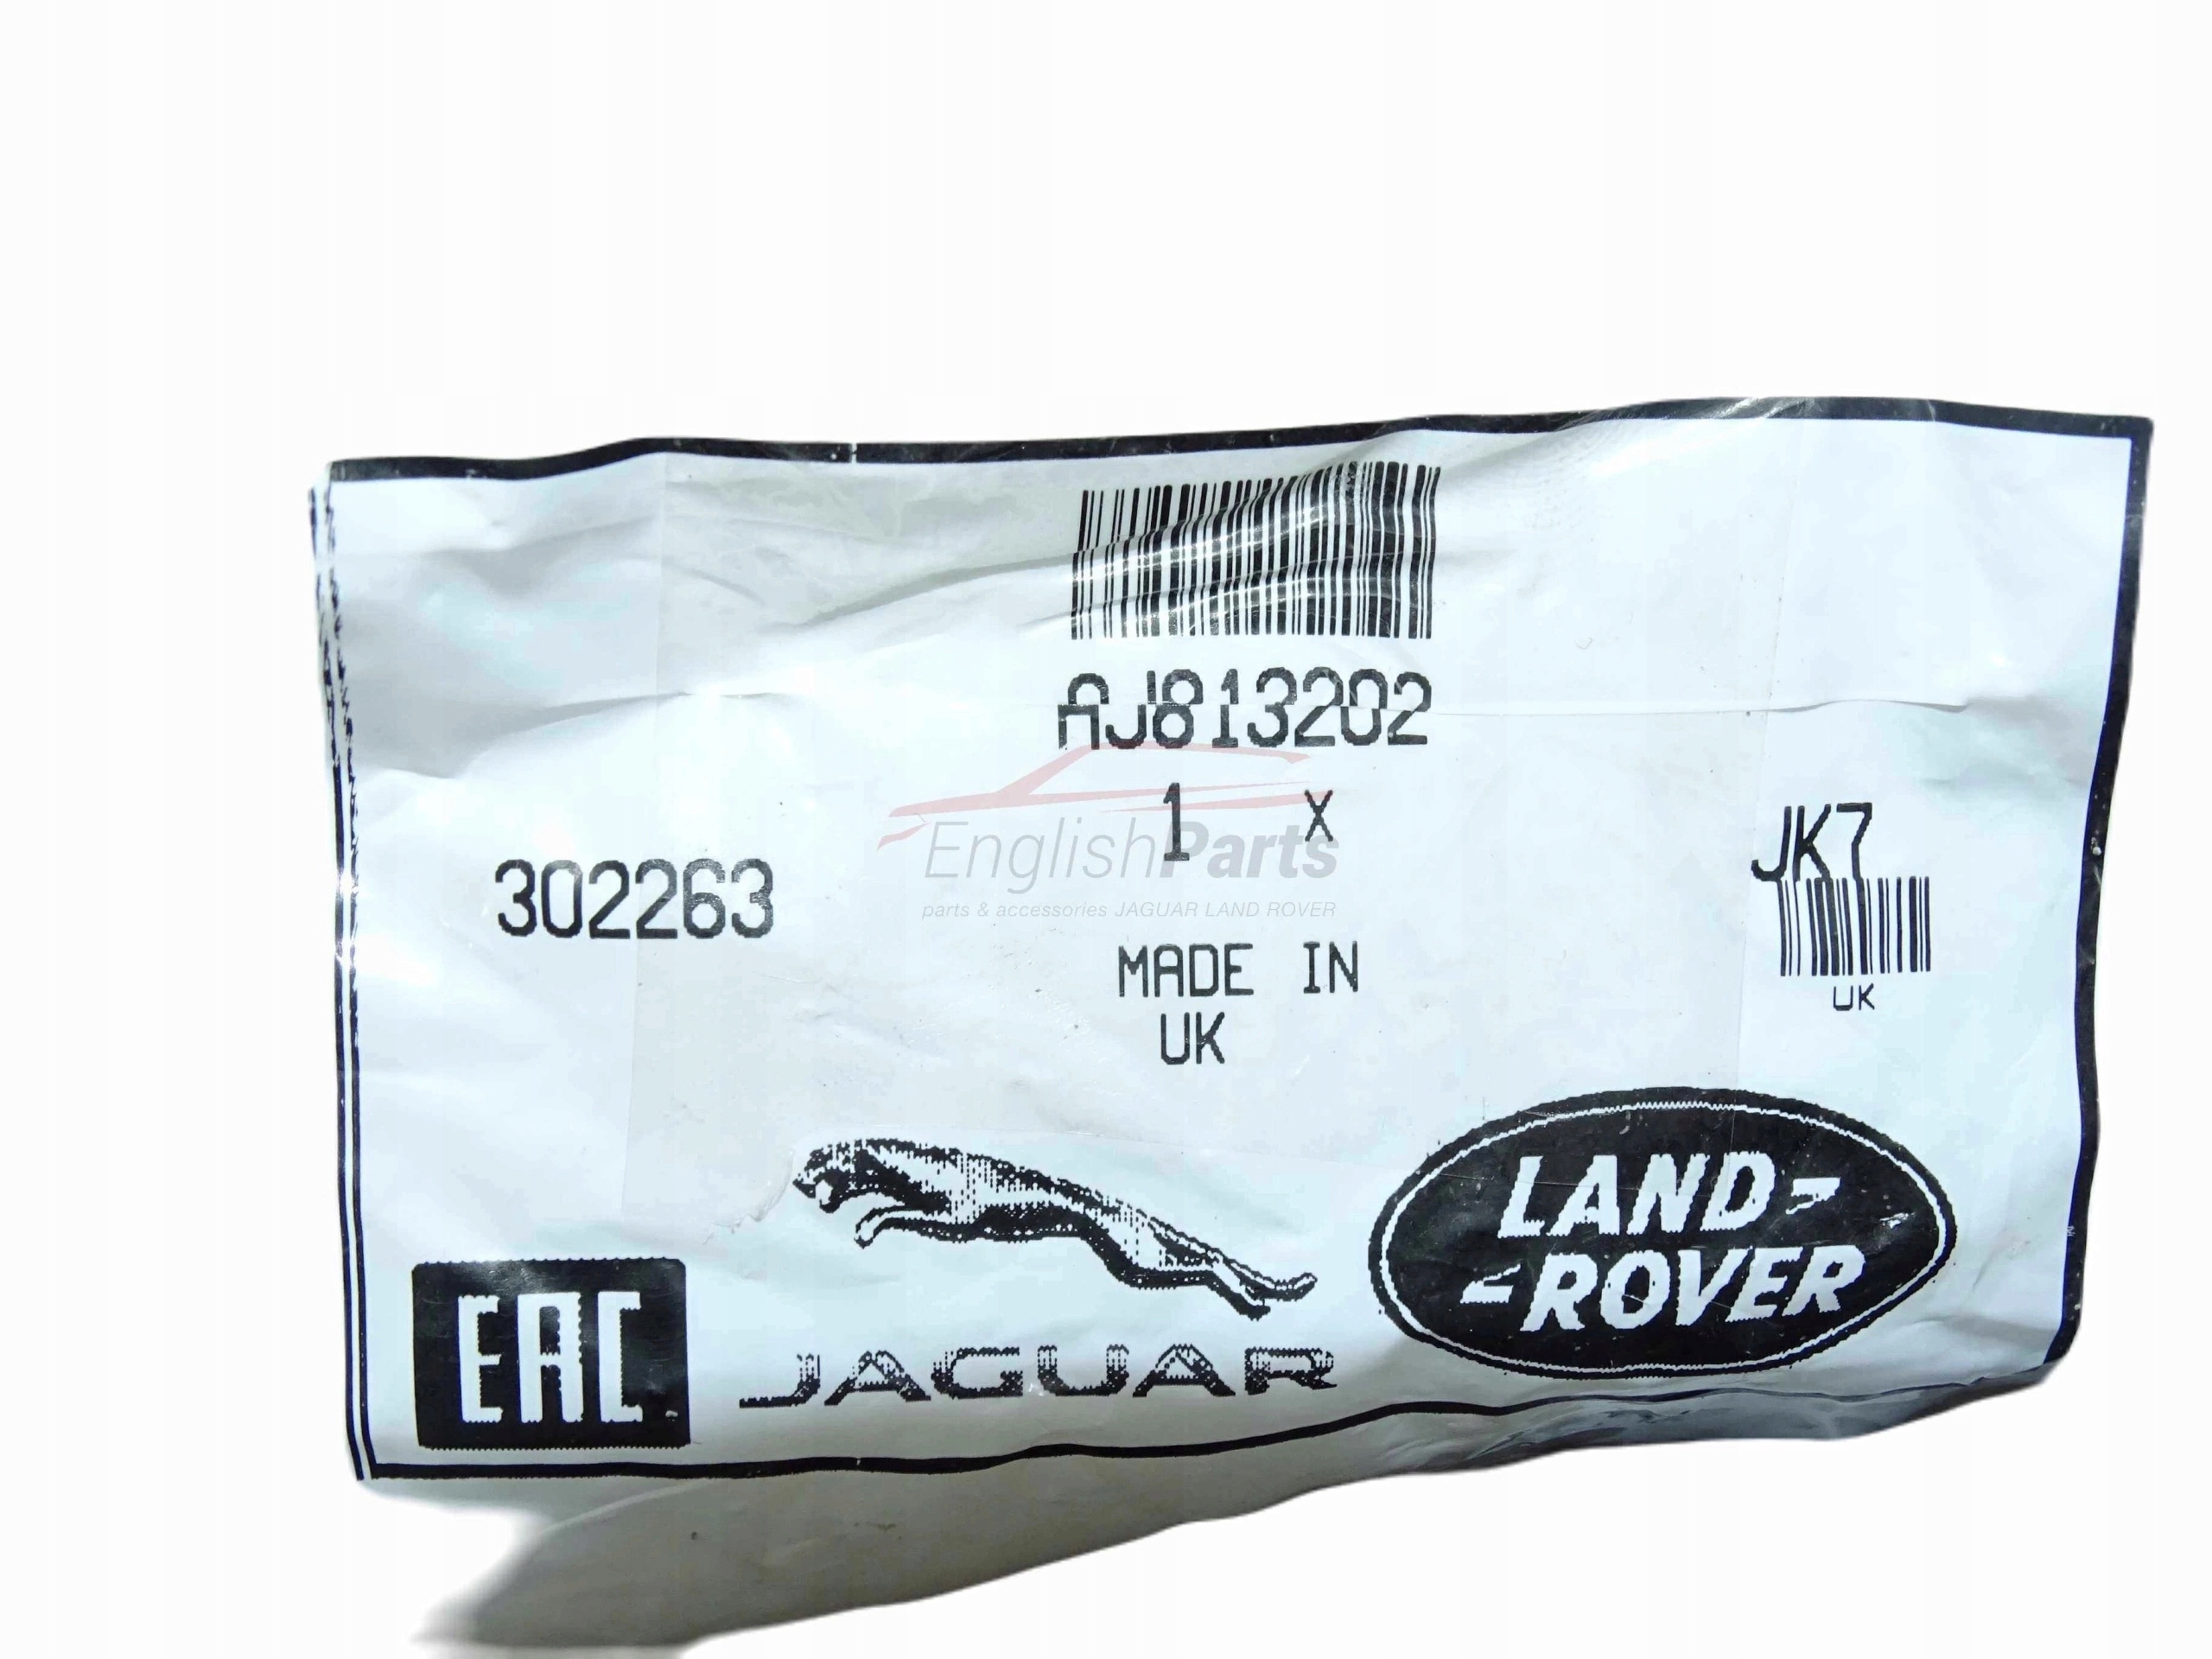 AJ813202
1 X
JK7
EnglishParts
302263
parts & accessories JAGUAR LAND ROVER
MADE IN
UK
UK
LAND
ROVER
EAC
JAGUAR